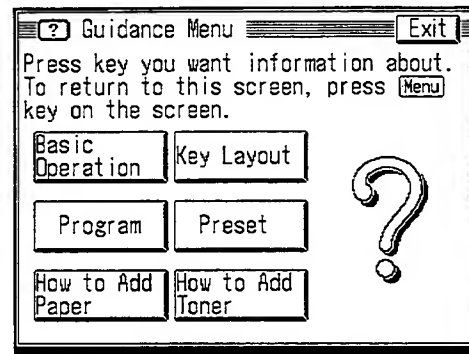 ? Guidance Menu Exit
Press key you want information about.
To return to this screen, press Menu
key on the screen.
Basic
Operation
Key Layout
Program Preset
How to Add
Paper
How to Add
Toner
?